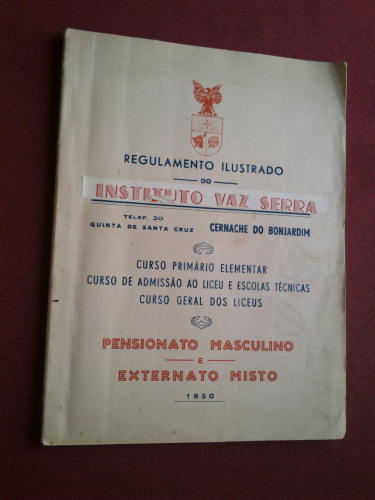 REGULAMENTO ILUSTRADO
DO
INSTITUTO VAZ SERRA
TELEF. 20
QUINTA DE SANTA CRUZ
CERNACHE DO BONJARDIM
CURSO PRIMÁRIO ELEMENTAR
CURSO DE ADMISSÃO AO LICEU E ESCOLAS TÉCNICAS
CURSO GERAL DOS LICEUS
PENSIONATO MASCULINO
E
EXTERNATO MISTO
1950